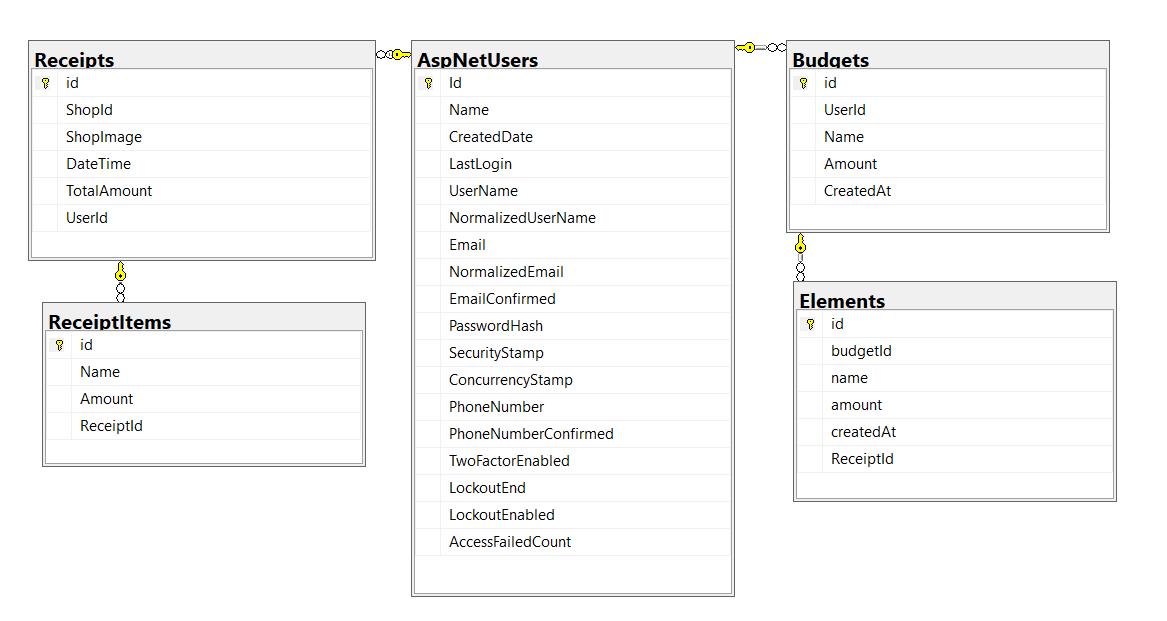 Receipts
id
ShopId
ShopImage
DateTime
TotalAmount
UserId
ReceiptItems
id
Name
Amount
ReceiptId
AspNetUsers
Id
Name
CreatedDate
LastLogin
UserName
NormalizedUserName
Email
NormalizedEmail
EmailConfirmed
PasswordHash
SecurityStamp
ConcurrencyStamp
PhoneNumber
PhoneNumberConfirmed
TwoFactorEnabled
LockoutEnd
LockoutEnabled
AccessFailedCount
Budgets
id
UserId
Name
Amount
CreatedAt
Elements
id
budgetId
name
amount
createdAt
ReceiptId